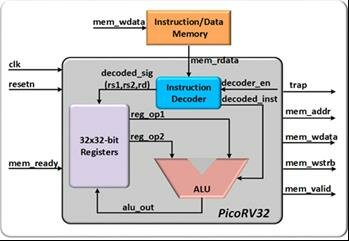 mem_wdata
Instruction/Data
Memory
clk
mem_rdata
resetn
decoded_sig
(rs1,rs2,rd)
Instruction
Decoder
decoder_en
decoded_inst
trap
mem_addr
reg_op1
32x32-bit
Registers
reg_op2
mem_wdata
mem_ready
mem_wstrb
ALU
mem_valid
alu_out
PicoRV32